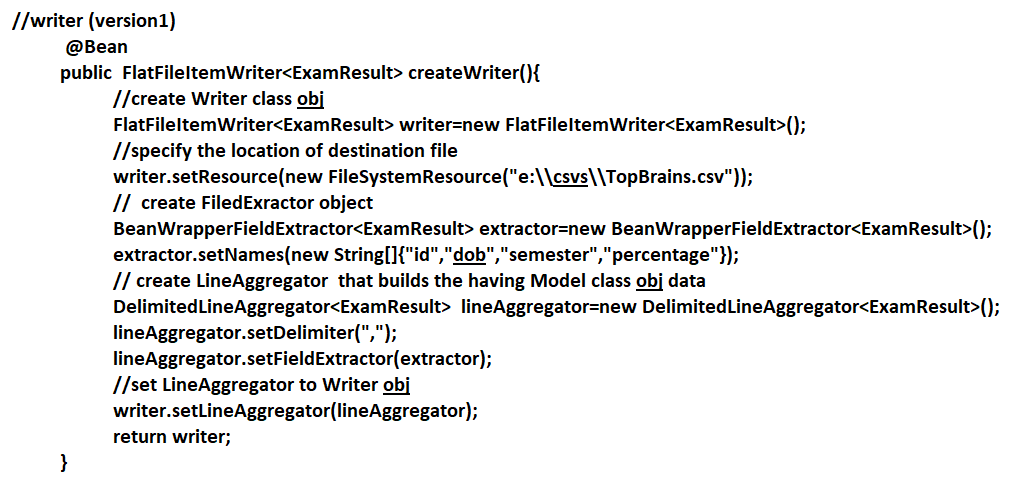 //writer (version1)
@Bean
public  FlatFileItemWriter<ExamResult> createWriter(){
//create Writer class obj
FlatFileItemWriter<ExamResult> writer=new FlatFileItemWriter<ExamResult>();
//specify the location of destination file
writer.setResource(new FileSystemResource("e:\\csvs\\TopBrains.csv"));
//  create FiledExractor object
BeanWrapperFieldExtractor<ExamResult> extractor=new BeanWrapperFieldExtractor<ExamResult>();
extractor.setNames(new String[]{"id","dob","semester","percentage"});
// create LineAggregator  that builds the having Model class obj data
DelimitedLineAggregator<ExamResult>  lineAggregator=new DelimitedLineAggregator<ExamResult>();
lineAggregator.setDelimiter(",");
lineAggregator.setFieldExtractor(extractor);
//set LineAggregator to Writer obj
writer.setLineAggregator(lineAggregator);
return writer;
}